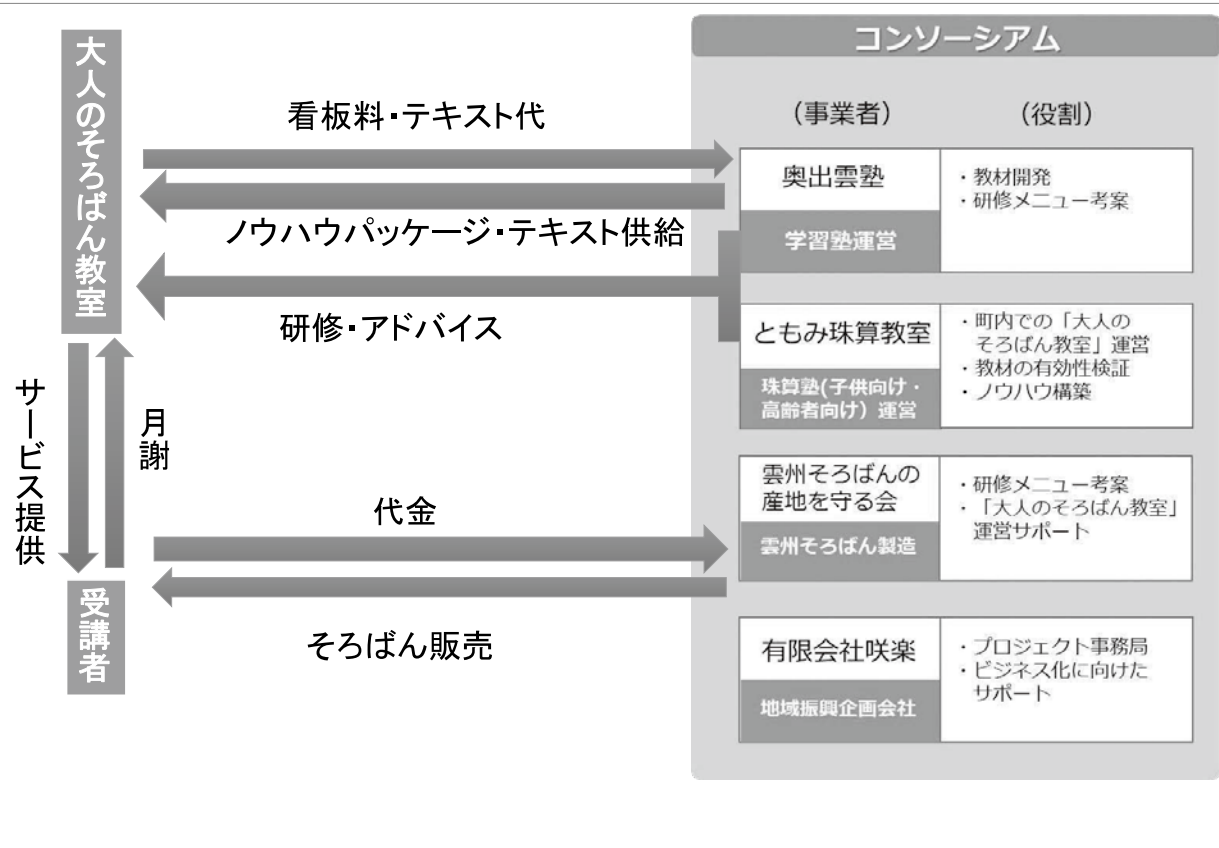 コンソーシアム
大人のそろばん教室
看板料・テキスト代
ノウハウパッケージ・テキスト供給
研修・アドバイス
サービス提供
月謝
代金
そろばん販売
受講者
（事業者）
（役割）
奥出雲塾
学習塾運営
・教材開発
・研修メニュー考案
ともみ珠算教室
珠算塾(子供向け・
高齢者向け）運営
・町内での「大人の
そろばん教室」運営
・教材の有効性検証
・ノウハウ構築
雲州そろばんの
産地を守る会
雲州そろばん製造
・研修メニュー考案
・「大人のそろばん教室」
運営サポート
有限会社咲楽
地域振興企画会社
・プロジェクト事務局
・ビジネス化に向けた
サポート